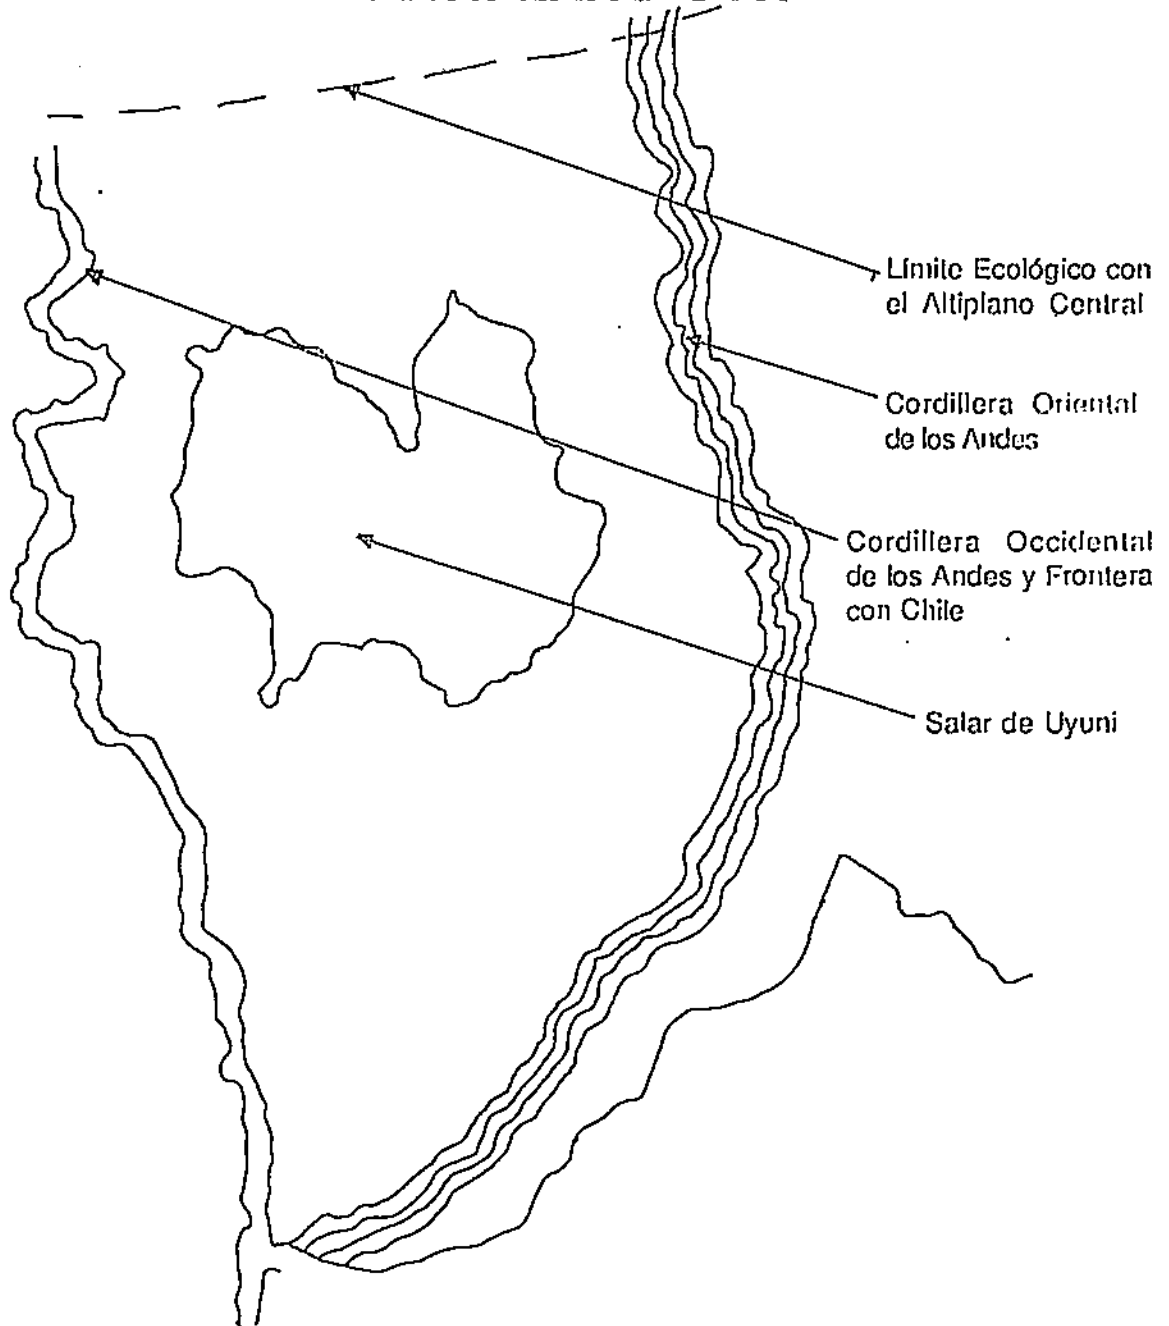 Límite Ecológico con
el Altiplano Central
Cordillera Oriental
de los Andes
Cordillera Occidental
de los Andes y Frontera
con Chile
Salar de Uyuni